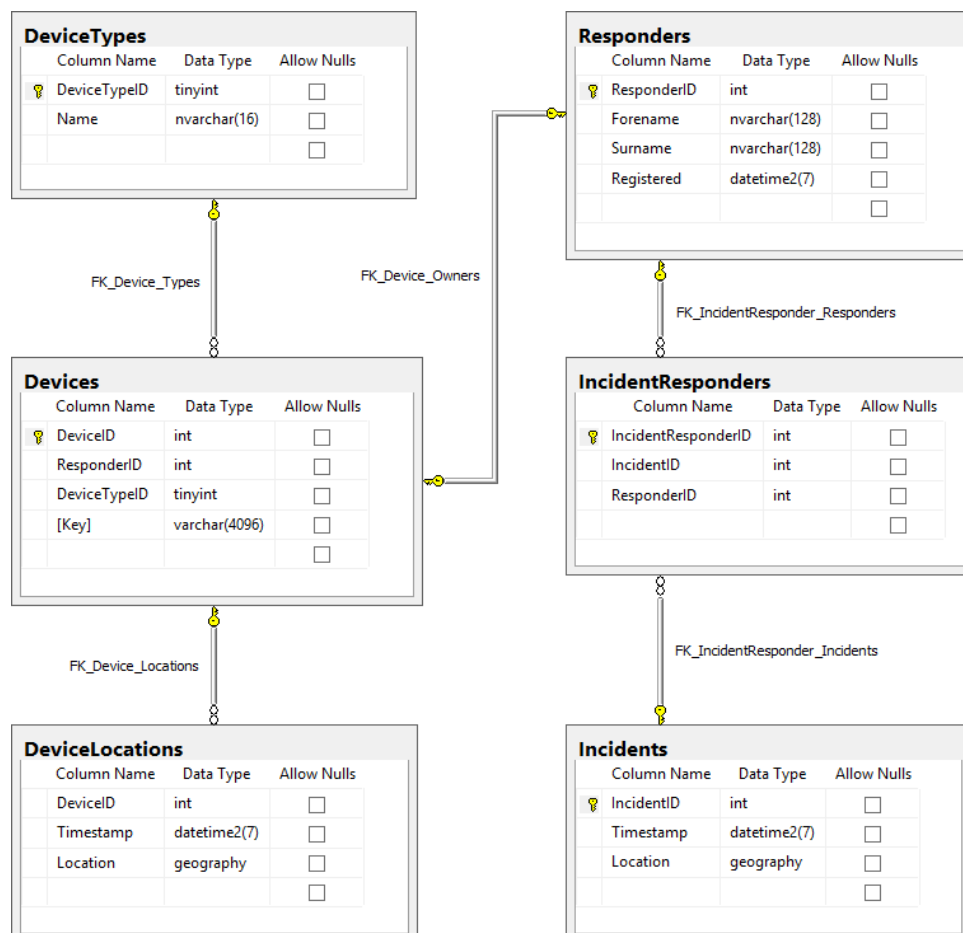 DeviceTypes
Column Name Data Type Allow Nulls
DeviceTypeID tinyint
Name nvarchar(16)
Responders
Column Name Data Type Allow Nulls
ResponderID int
Forename nvarchar(128)
Surname nvarchar(128)
Registered datetime2(7)
FK_Device_Types
FK_Device_Owners
FK_IncidentResponder_Responders
Devices
Column Name Data Type Allow Nulls
DeviceID int
ResponderID int
DeviceTypeID tinyint
[Key] varchar(4096)
IncidentResponders
Column Name Data Type Allow Nulls
IncidentResponderID int
IncidentID int
ResponderID int
FK_Device_Locations
FK_IncidentResponder_Incidents
DeviceLocations
Column Name Data Type Allow Nulls
DeviceID int
Timestamp datetime2(7)
Location geography
Incidents
Column Name Data Type Allow Nulls
IncidentID int
Timestamp datetime2(7)
Location geography